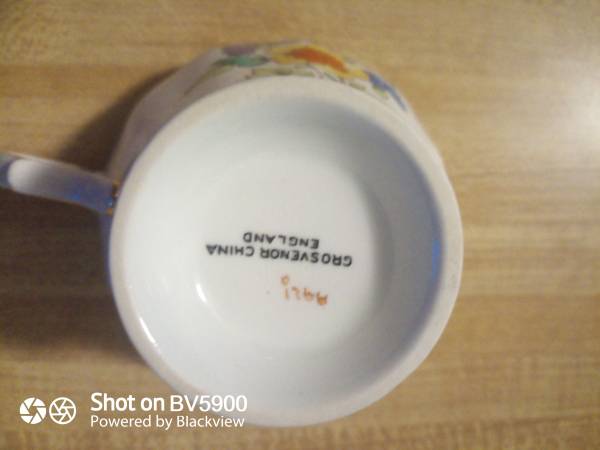 GROSVENOR CHINA
ENGLAND
Shot on BV5900
Powered by Blackview